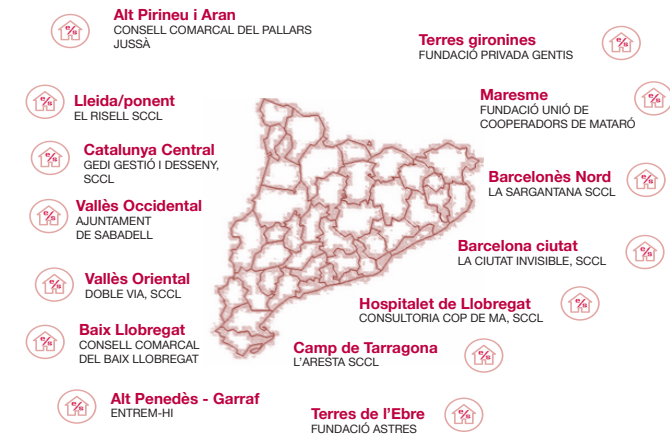 Alt Pirineu i Aran
CONSELL COMARCAL DEL PALLARS
JUSSÀ
Lleida/ponent
EL RISELL SCCL
Catalunya Central
GEDI GESTIÓ I DESSENY,
SCCL
Vallès Occidental
AJUNTAMENT
DE SABADELL
Vallès Oriental
DOBLE VIA, SCCL
Baix Llobregat
CONSELL COMARCAL
DEL BAIX LLOBREGAT
Alt Penedès - Garraf
ENTREM-HI
Terres gironines
FUNDACIÓ PRIVADA GENTIS
Maresme
FUNDACIÓ UNIÓ DE
COOPERADORS DE MATARÓ
Barcelonès Nord
LA SARGANTANA SCCL
Barcelona ciutat
LA CIUTAT INVISIBLE, SCCL
Hospitalet de Llobregat
CONSULTORIA COP DE MA, SCCL
Camp de Tarragona
L'ARESTA SCCL
Terres de l'Ebre
FUNDACIÓ ASTRES